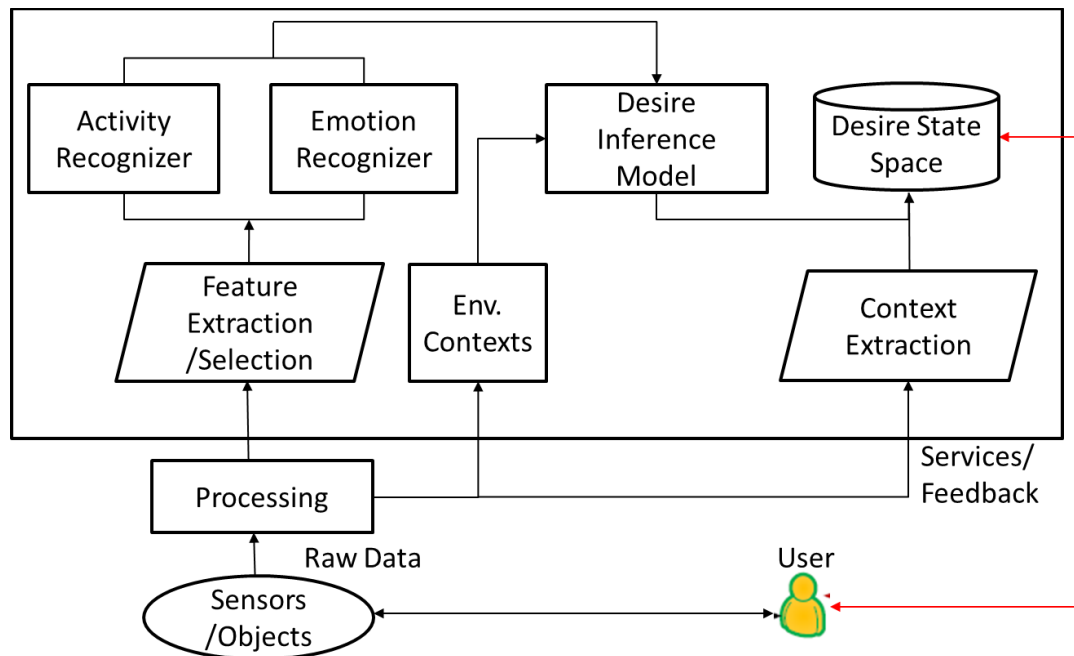 Activity
Recognizer
Emotion
Recognizer
Desire
Inference
Model
Desire State
Space
Feature
Extraction
/Selection
Env.
Contexts
Context
Extraction
Processing
Services/
Feedback
Raw Data
User
Sensors
/Objects